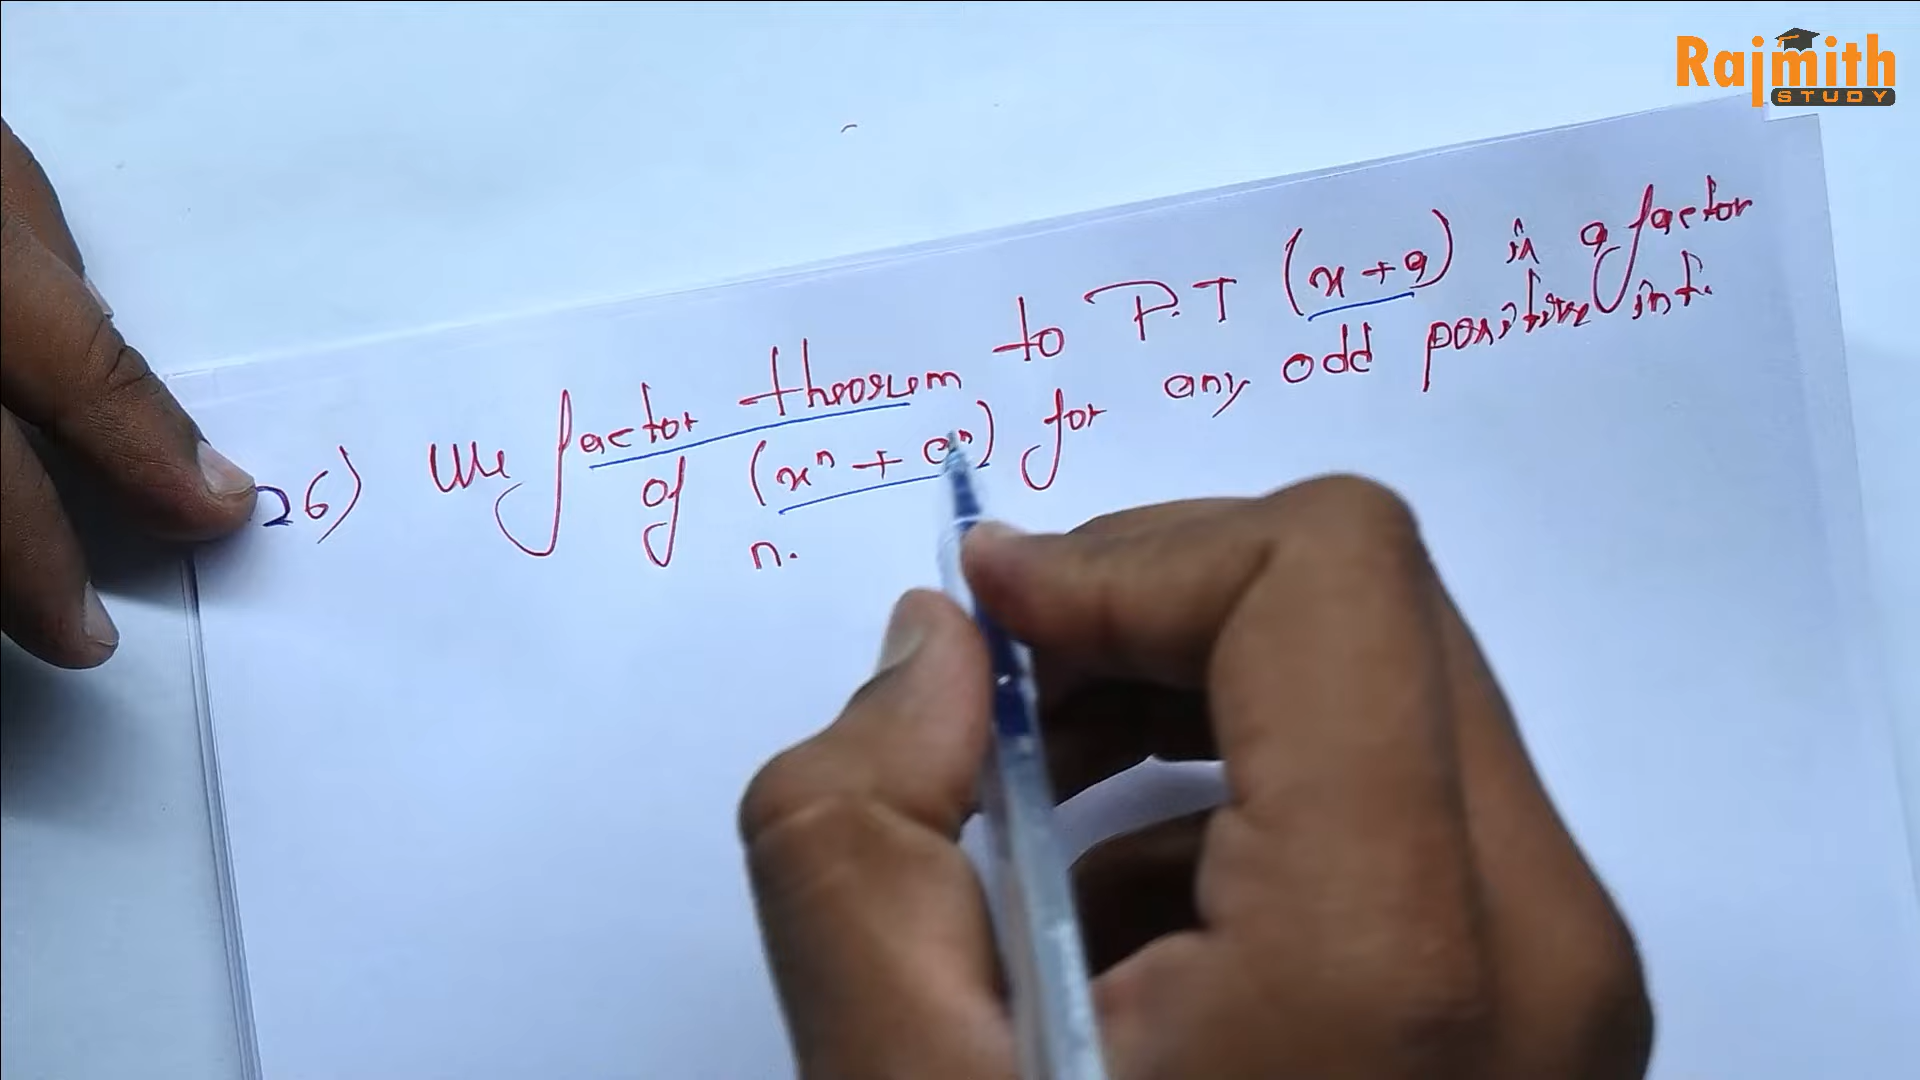 Rajmith
STUDY
26) Use factor theorem to P.T (x + a) is a factor
of (xⁿ + aⁿ) for any odd positive int.
n.